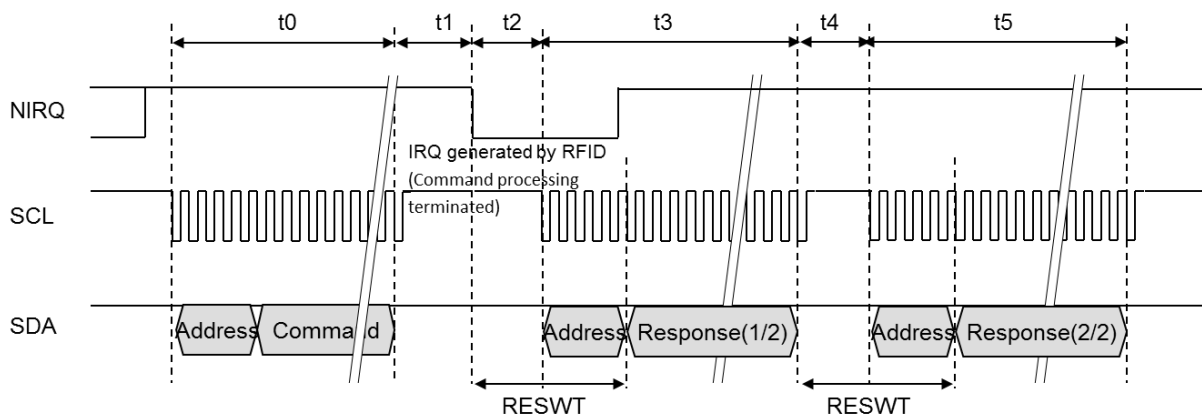 t0
t1
t2
t3
t4
t5
NIRQ
IRQ generated by RFID
(Command processing
terminated)
SCL
SDA
Address
Command
Address
Response(1/2)
Address
Response(2/2)
RESWT
RESWT